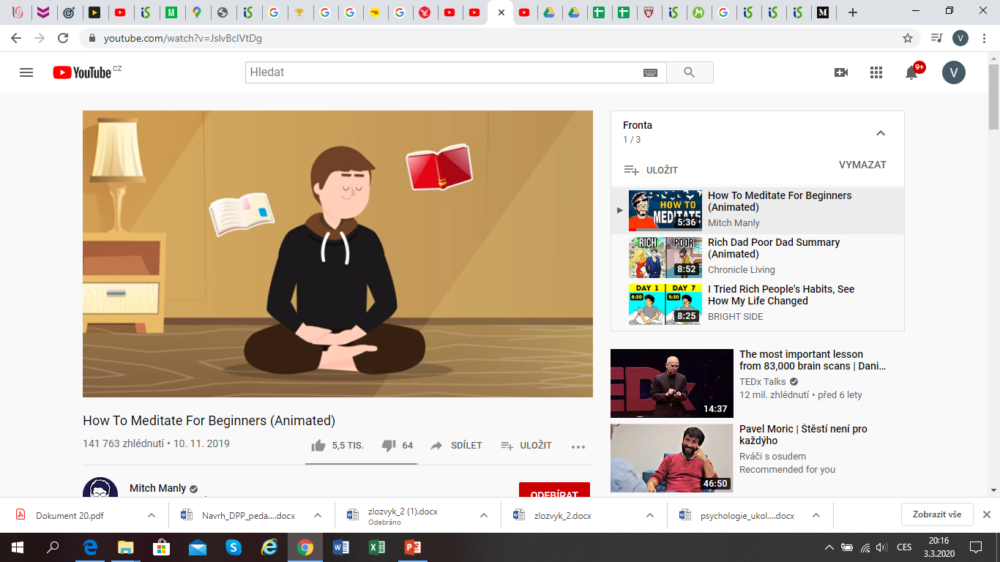 youtube.com/watch?v=JslvBclVtDg
V
YouTube CZ
Hledat
9+
V
Fronta
1 / 3
ULOŽIT
VYMAZAT
HOW TO
MEDITATE
5:36
How To Meditate For Beginners
(Animated)
Mitch Manly
RICH
POOR
8:52
Rich Dad Poor Dad Summary
(Animated)
Chronicle Living
DAY 1
DAY 7
8:30
5:30
8:25
I Tried Rich People's Habits, See
How My Life Changed
BRIGHT SIDE
EDx
14:37
The most important lesson
from 83,000 brain scans | Dani...
TEDx Talks
12 mil. zhlédnutí • před 6 lety
46:50
Pavel Moric | Štěstí není pro
každýho
Rváči s osudem
Recommended for you
How To Meditate For Beginners (Animated)
141 763 zhlédnutí • 10. 11. 2019
5,5 TIS.
64
SDÍLET
ULOŽIT
Mitch Manly
ODEBÍRAT
Dokument 20.pdf
Navrh_DPP_peda....docx
zlozvyk_2 (1).docx
Odebráno
zlozvyk_2.docx
psychologie_ukol....docx
Zobrazit vše
CES
20:16
3.3.2020